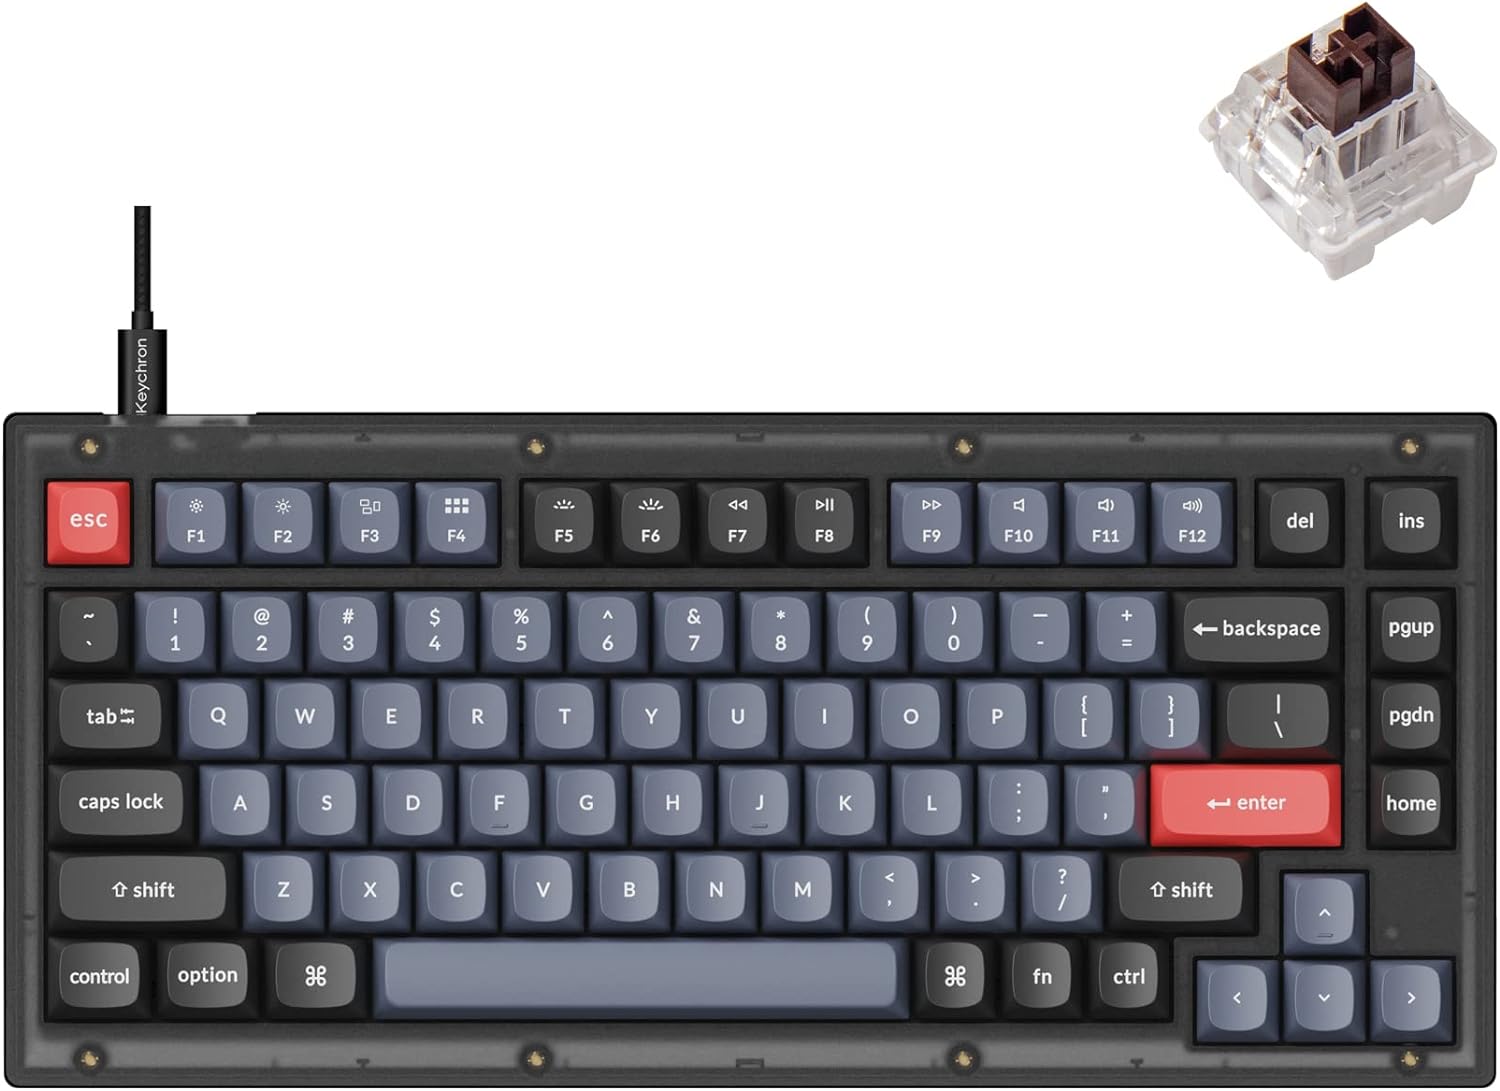 Keychron
esc F1 F2 F3 F4 F5 F6 F7 F8 F9 F10 F11 F12 del ins
~ ! @ # $ % ^ & * ( ) — +
` 1 2 3 4 5 6 7 8 9 0 - = ← backspace pgup
tab Q W E R T Y U I O P { } | pgdn
[ ] \
caps lock A S D F G H J K L : " ↵ enter home
; '
⇧ shift Z X C V B N M < > ? ⇧ shift ^
, . /
control option ⌘ ⌘ fn ctrl < ⌄ >